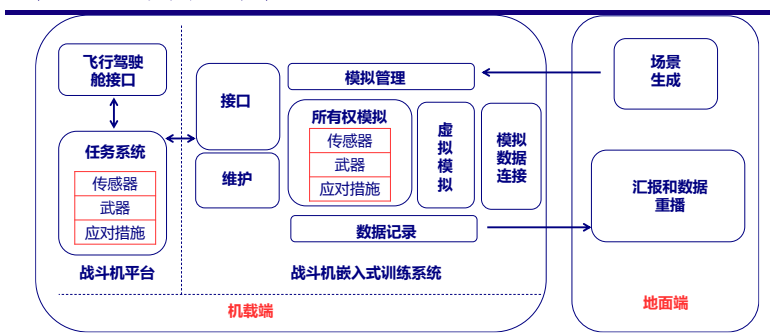 飞行驾驶
舱接口
任务系统
传感器
武器
应对措施
战斗机平台
接口
维护
模拟管理
所有权模拟
传感器
武器
应对措施
虚
拟
模
拟
模拟
数据
连接
数据记录
战斗机嵌入式训练系统
机载端
场景
生成
汇报和数据
重播
地面端